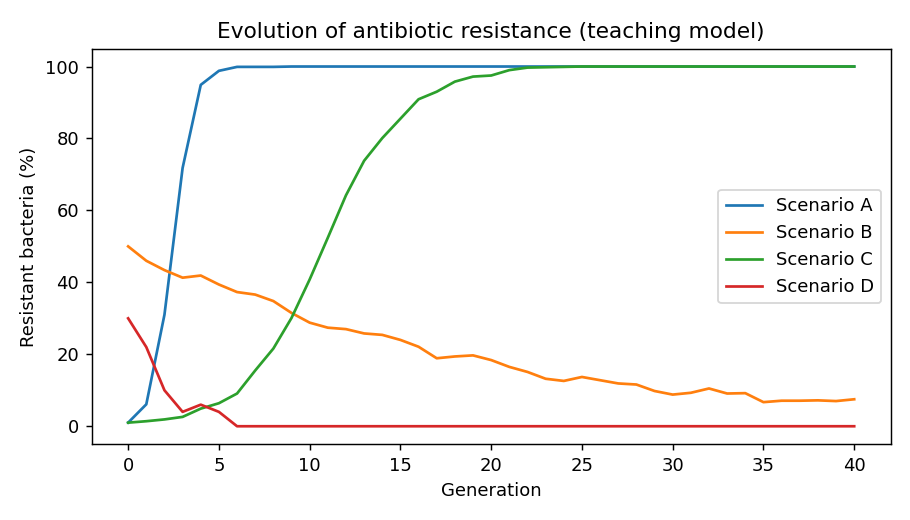 Evolution of antibiotic resistance (teaching model)
Resistant bacteria (%)
100
80
60
40
20
0
Scenario A
Scenario B
Scenario C
Scenario D
0 5 10 15 20 25 30 35 40
Generation